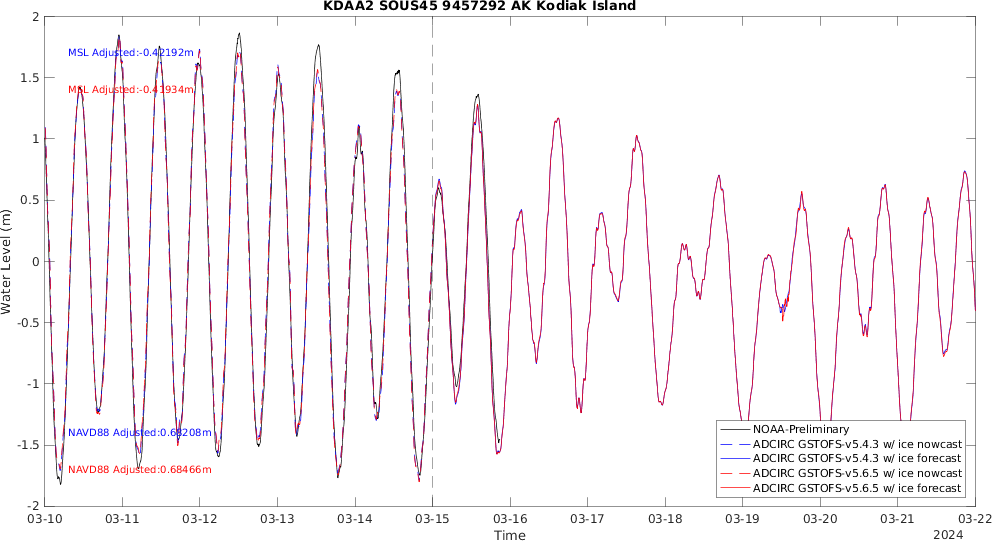 KDAA2 SOUS45 9457292 AK Kodiak Island
2
1.5
1
0.5
0
-0.5
-1
-1.5
-2
Water Level (m)
MSL Adjusted:-0.42192m
MSL Adjusted:-0.41934m
NAVD88 Adjusted:0.68208m
NAVD88 Adjusted:0.68466m
NOAA-Preliminary
ADCIRC GSTOFS-v5.4.3 w/ ice nowcast
ADCIRC GSTOFS-v5.4.3 w/ ice forecast
ADCIRC GSTOFS-v5.6.5 w/ ice nowcast
ADCIRC GSTOFS-v5.6.5 w/ ice forecast
03-10 03-11 03-12 03-13 03-14 03-15 03-16 03-17 03-18 03-19 03-20 03-21 03-22
Time
2024